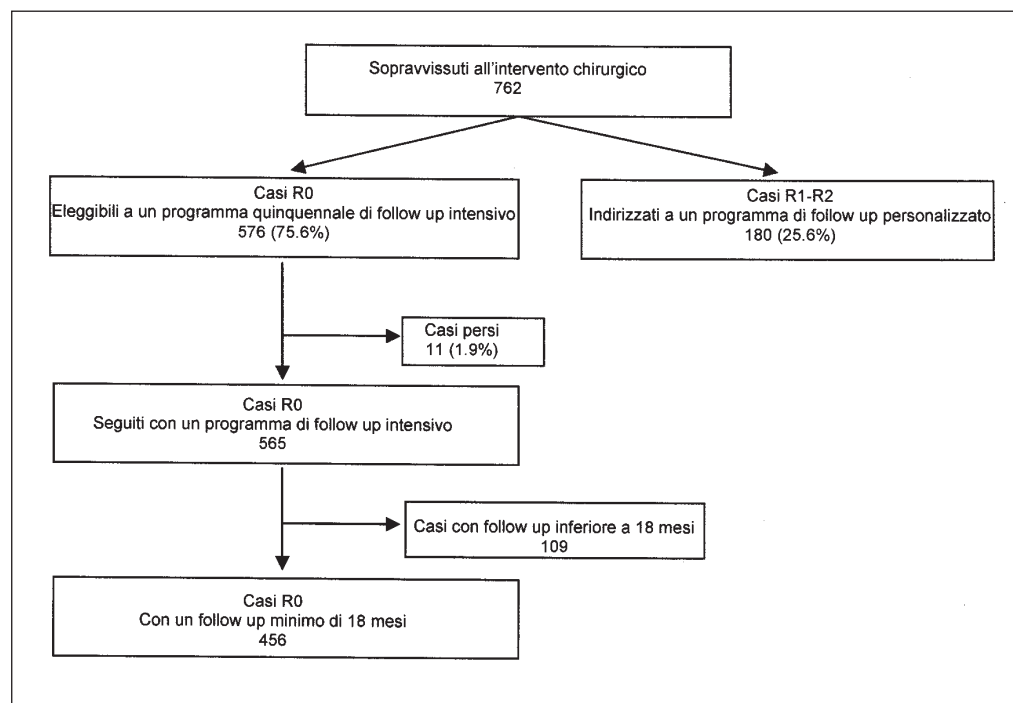 Sopravvissuti all'intervento chirurgico
762
Casi R0
Eleggibili a un programma quinquennale di follow up intensivo
576 (75.6%)
Casi R1-R2
Indirizzati a un programma di follow up personalizzato
180 (25.6%)
Casi persi
11 (1.9%)
Casi R0
Seguiti con un programma di follow up intensivo
565
Casi con follow up inferiore a 18 mesi
109
Casi R0
Con un follow up minimo di 18 mesi
456